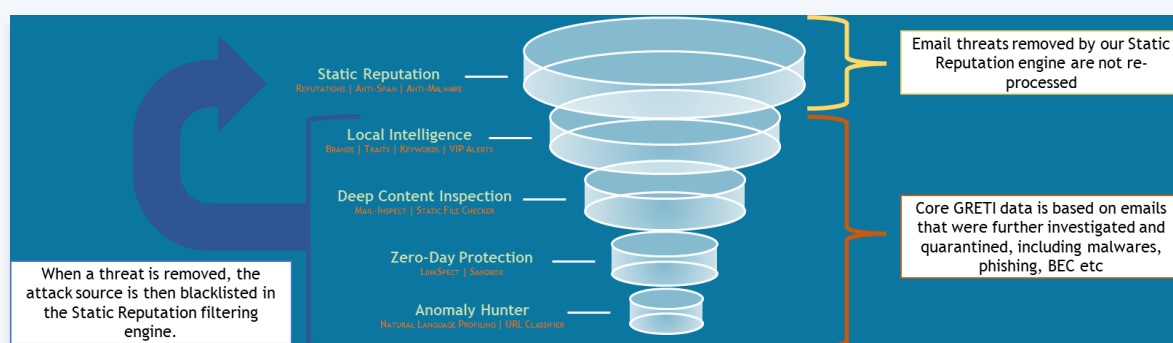 Static Reputation
Reputations | Anti-Spam | Anti-Malware
Local Intelligence
Brands | Traits | Keywords | VIP Alerts
Deep Content Inspection
Mail-Inspect | Static File Checker
Zero-Day Protection
LinkSpect | Sandbox
Anomaly Hunter
Natural Language Profiling | URL Classifier
Email threats removed by our Static
Reputation engine are not re-
processed
Core GRETI data is based on emails
that were further investigated and
quarantined, including malwares,
phishing, BEC etc
When a threat is removed, the
attack source is then blacklisted in
the Static Reputation filtering
engine.